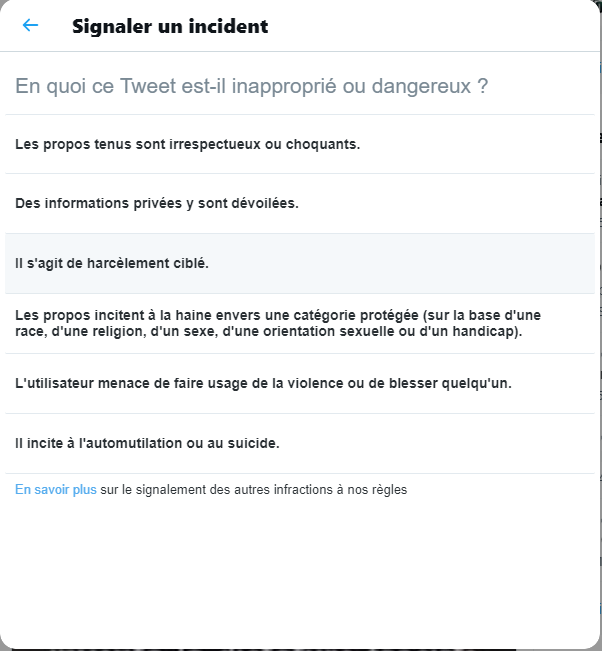 Signaler un incident
En quoi ce Tweet est-il inapproprié ou dangereux ?
Les propos tenus sont irrespectueux ou choquants.
Des informations privées y sont dévoilées.
Il s'agit de harcèlement ciblé.
Les propos incitent à la haine envers une catégorie protégée (sur la base d'une
race, d'une religion, d'un sexe, d'une orientation sexuelle ou d'un handicap).
L'utilisateur menace de faire usage de la violence ou de blesser quelqu'un.
Il incite à l'automutilation ou au suicide.
En savoir plus sur le signalement des autres infractions à nos règles